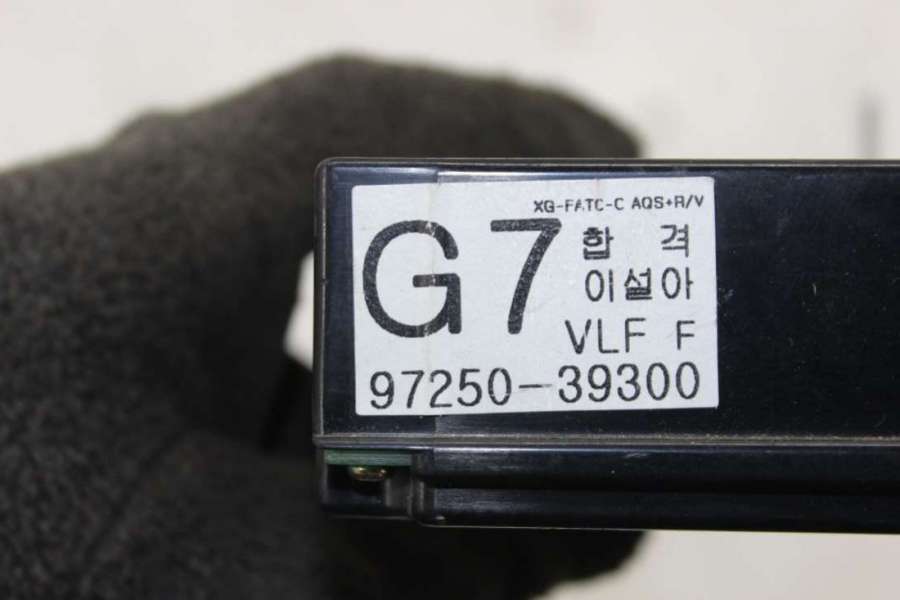 XG-FATC-C AQS+R/V
G7
합 격
이설아
VLF F
97250-39300